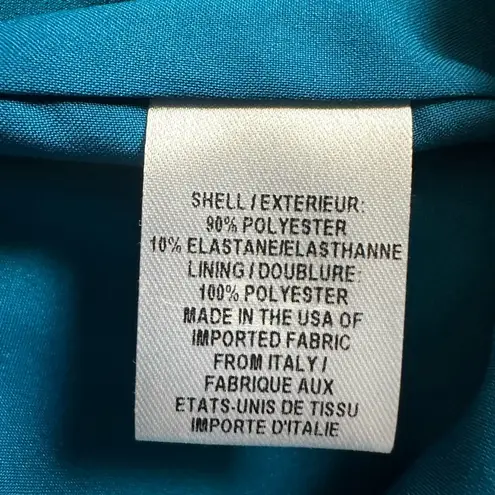 SHELL / EXTERIEUR:
90% POLYESTER
10% ELASTANE/ELASTHANNE
LINING / DOUBLURE:
100% POLYESTER
MADE IN THE USA OF
IMPORTED FABRIC
FROM ITALY /
FABRIQUE AUX
ETATS-UNIS DE TISSU
IMPORTE D'ITALIE